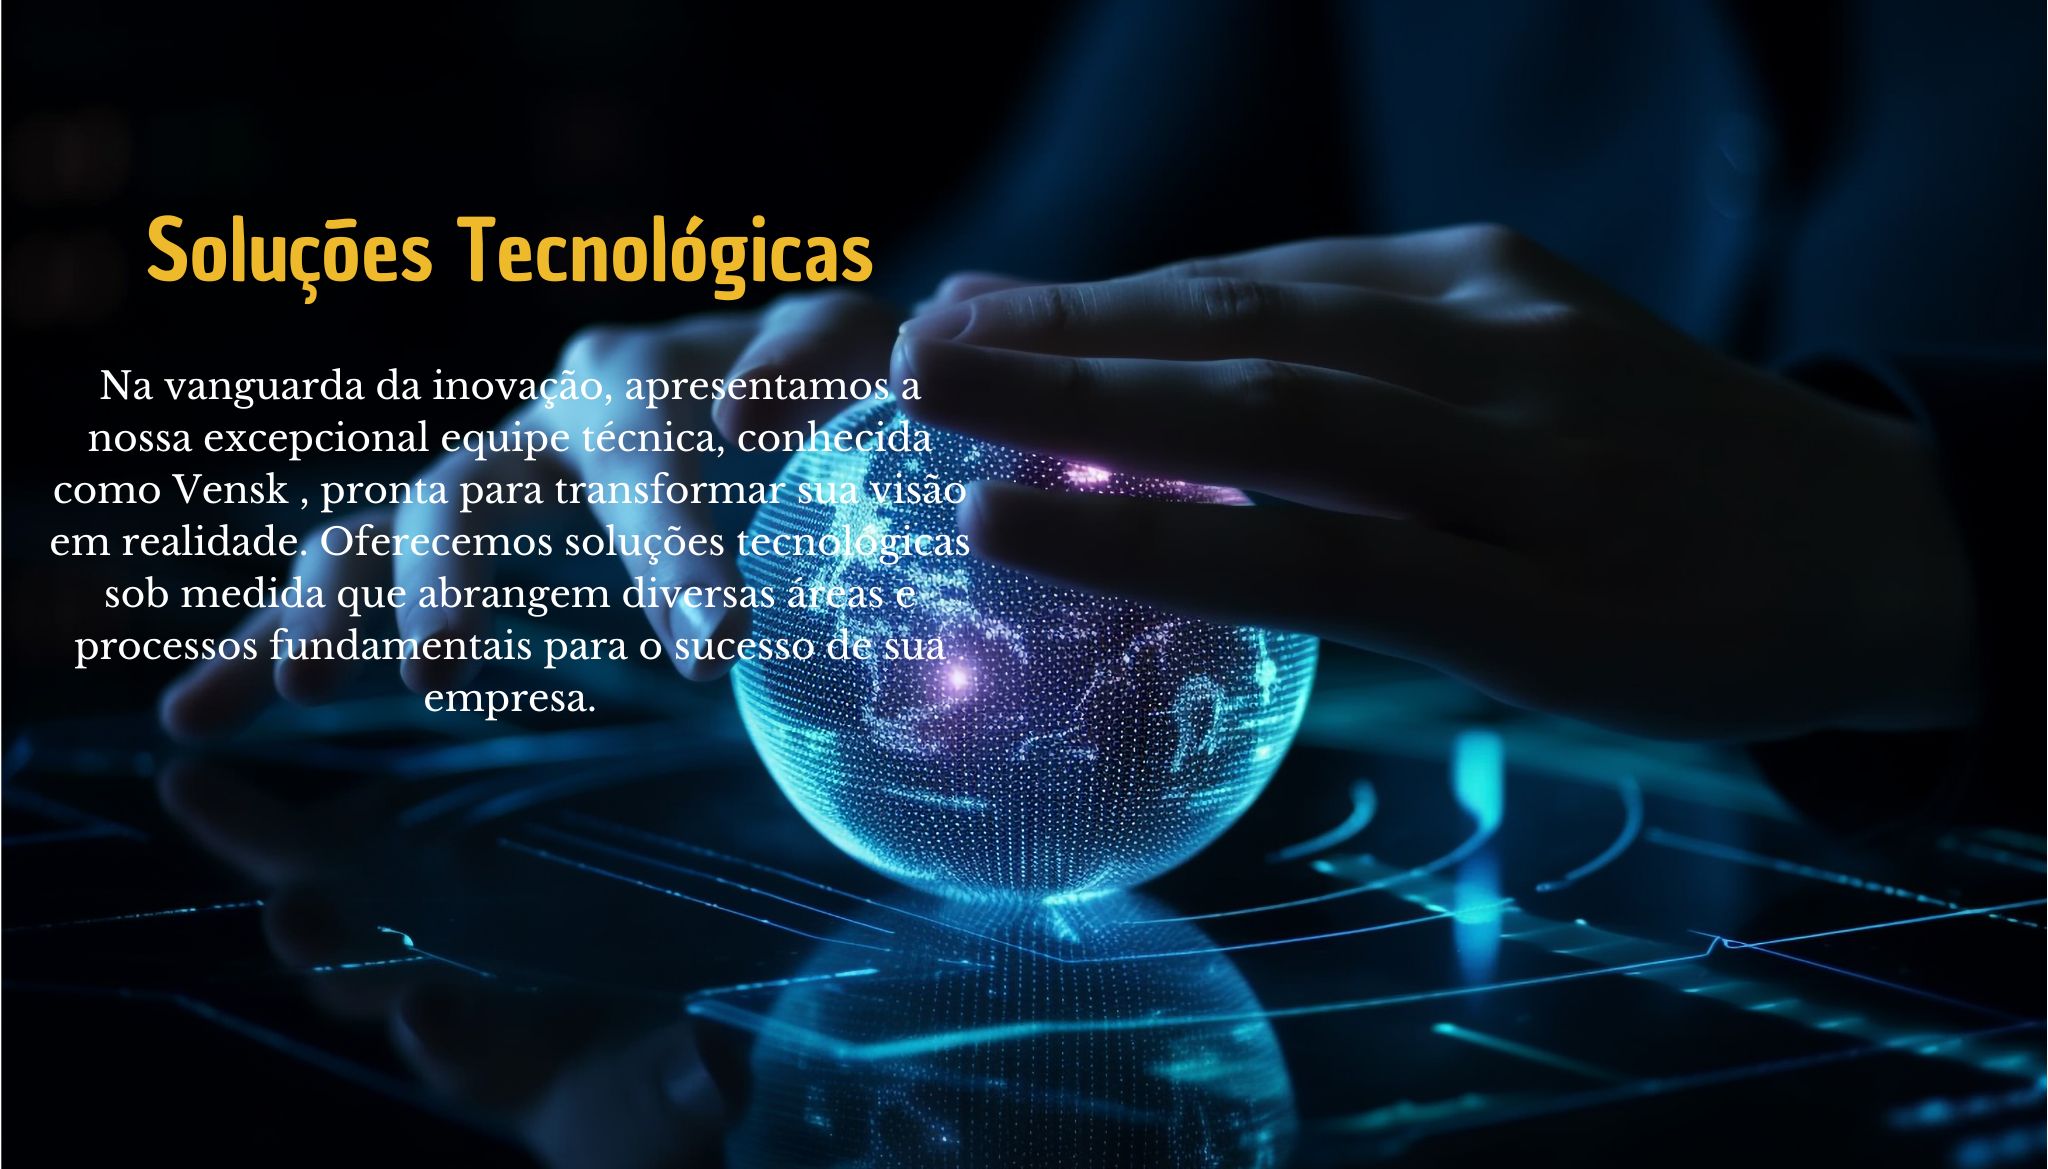 Soluções Tecnológicas
Na vanguarda da inovação, apresentamos a
nossa excepcional equipe técnica, conhecida
como Vensk , pronta para transformar sua visão
em realidade. Oferecemos soluções tecnológicas
sob medida que abrangem diversas áreas e
processos fundamentais para o sucesso de sua
empresa.